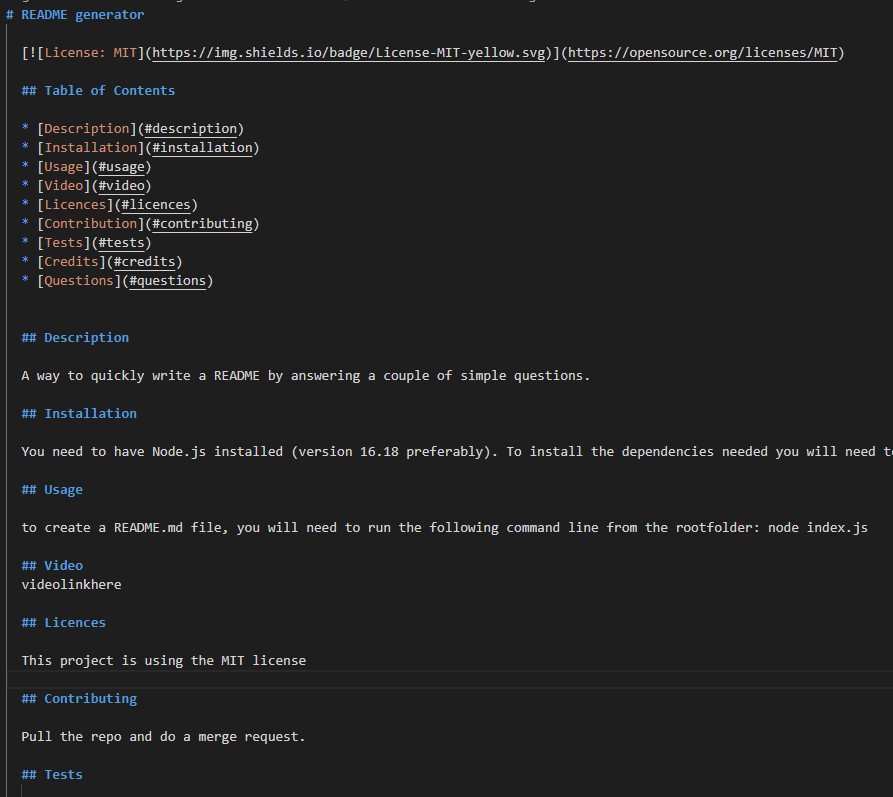 # README generator
[![License: MIT](https://img.shields.io/badge/License-MIT-yellow.svg)](https://opensource.org/licenses/MIT)
## Table of Contents
* [Description](#description)
* [Installation](#installation)
* [Usage](#usage)
* [Video](#video)
* [Licences](#licences)
* [Contribution](#contributing)
* [Tests](#tests)
* [Credits](#credits)
* [Questions](#questions)
## Description
A way to quickly write a README by answering a couple of simple questions.
## Installation
You need to have Node.js installed (version 16.18 preferably). To install the dependencies needed you will need
## Usage
to create a README.md file, you will need to run the following command line from the rootfolder: node index.js
## Video
videolinkhere
## Licences
This project is using the MIT license
## Contributing
Pull the repo and do a merge request.
## Tests